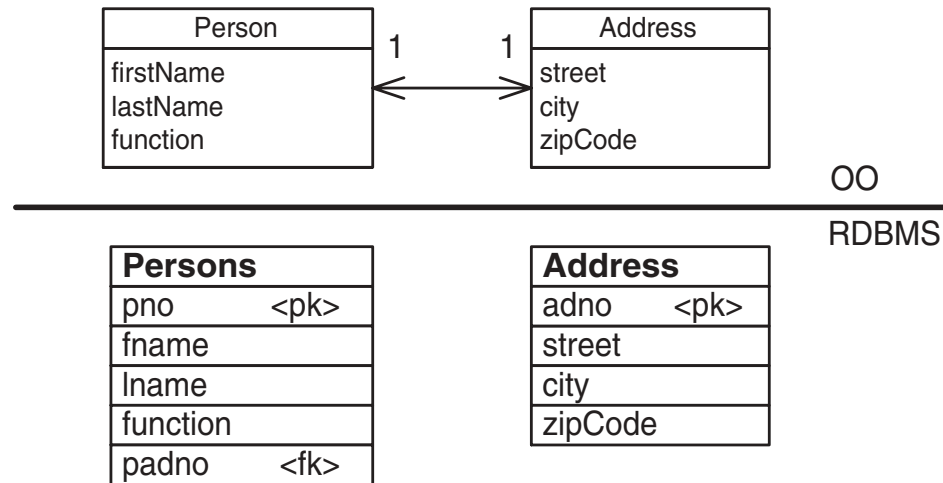 Person
firstName
lastName
function
1 1
Address
street
city
zipCode
OO
RDBMS
Persons
pno <pk>
fname
lname
function
padno <fk>
Address
adno <pk>
street
city
zipCode